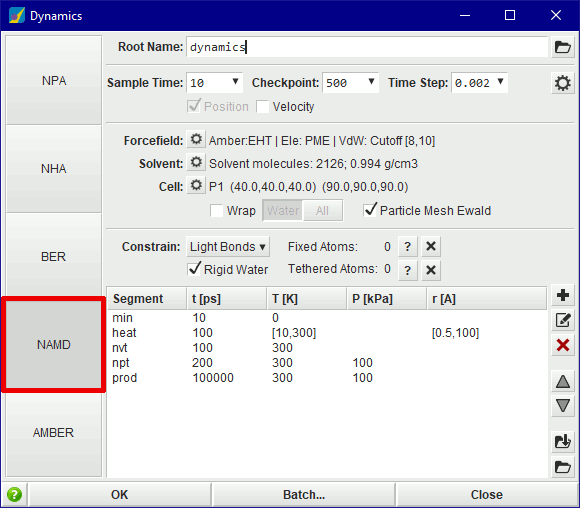 Dynamics
NPA
NHA
BER
NAMD
AMBER
Root Name: dynamics
Sample Time: 10 Checkpoint: 500 Time Step: 0.002
Position Velocity
Forcefield: Amber:EHT | Ele: PME | VdW: Cutoff [8,10]
Solvent: Solvent molecules: 2126; 0.994 g/cm3
Cell: P1 (40.0,40.0,40.0) (90.0,90.0,90.0)
Wrap Water All Particle Mesh Ewald
Constrain: Light Bonds Fixed Atoms: 0 ?
Rigid Water Tethered Atoms: 0 ?
Segment t [ps] T [K] P [kPa] r [A]
min 10 0
heat 100 [10,300] [0.5,100]
nvt 100 300
npt 200 300 100
prod 100000 300 100
? OK Batch... Close